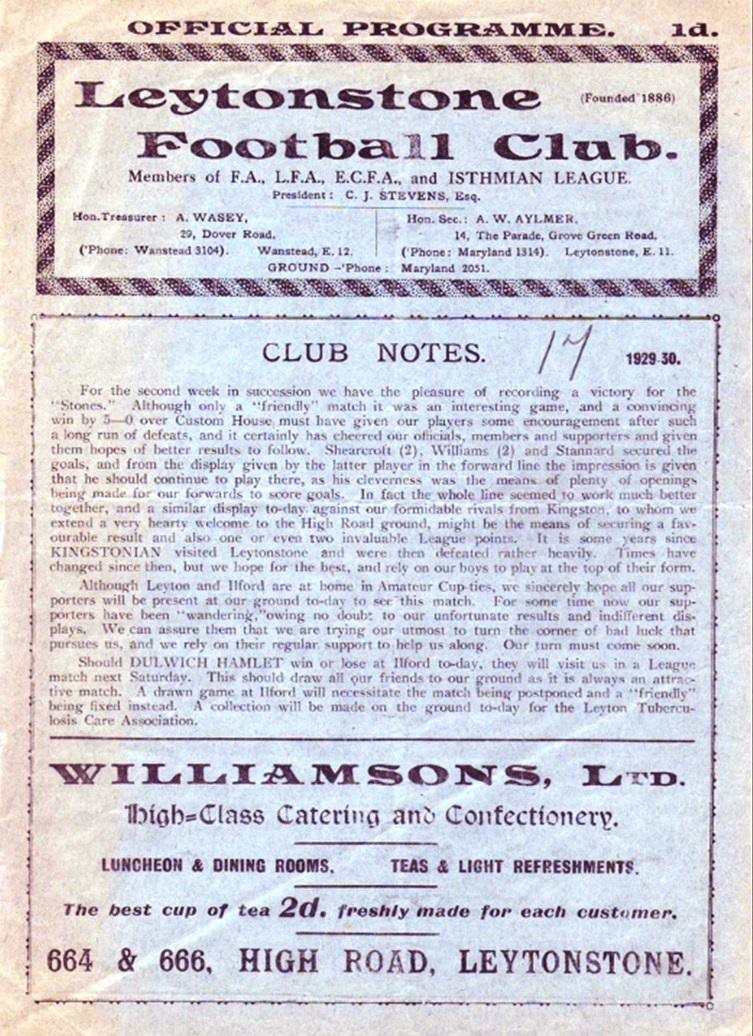 OFFICIAL PROGRAMME. 1d.
Leytonstone (Founded 1886)
Football Club.
Members of F.A., L.F.A., E.C.F.A., and ISTHMIAN LEAGUE.
President: C. J. STEVENS, Esq.
Hon. Treasurer: A. WASEY,
29, Dover Road,
('Phone: Wanstead 3104). Wanstead, E. 12.
Hon. Sec.: A. W. AYLMER,
14, The Parade, Grove Green Road,
('Phone: Maryland 1314). Leytonstone, E. 11.
GROUND—'Phone: Maryland 2051.
CLUB NOTES. 17 1929-30.
For the second week in succession we have the pleasure of recording a victory for the
"Stones." Although only a "friendly" match it was an interesting game, and a convincing
win by 5—0 over Custom House must have given our players some encouragement after such
a long run of defeats, and it certainly has cheered our officials, members and supporters and given
them hopes of better results to follow. Shearcroft (2), Williams (2) and Stannard secured the
goals, and from the display given by the latter player in the forward line the impression is given
that he should continue to play there, as his cleverness was the means of plenty of openings
being made for our forwards to score goals. In fact the whole line seemed to work much better
together, and a similar display to-day against our formidable rivals from Kingston, to whom we
extend a very hearty welcome to the High Road ground, might be the means of securing a fav-
ourable result and also one or even two invaluable League points. It is some years since
KINGSTONIAN visited Leytonstone and were then defeated rather heavily. Times have
changed since then, but we hope for the best, and rely on our boys to play at the top of their form.
Although Leyton and Ilford are at home in Amateur Cup-ties, we sincerely hope all our sup-
porters will be present at our ground to-day to see this match. For some time now our sup-
porters have been "wandering," owing no doubt to our unfortunate results and indifferent dis-
plays. We can assure them that we are trying our utmost to turn the corner of bad luck that
pursues us, and we rely on their regular support to help us along. Our turn must come soon.
Should DULWICH HAMLET win or lose at Ilford to-day, they will visit us in a League
match next Saturday. This should draw all our friends to our ground as it is always an attrac-
tive match. A drawn game at Ilford will necessitate the match being postponed and a "friendly"
being fixed instead. A collection will be made on the ground to-day for the Leyton Tubercu-
losis Care Association.
WILLIAMSONS, LTD.
High=Class Catering and Confectionery.
LUNCHEON & DINING ROOMS. TEAS & LIGHT REFRESHMENTS.
The best cup of tea 2d. freshly made for each customer.
664 & 666, HIGH ROAD, LEYTONSTONE.